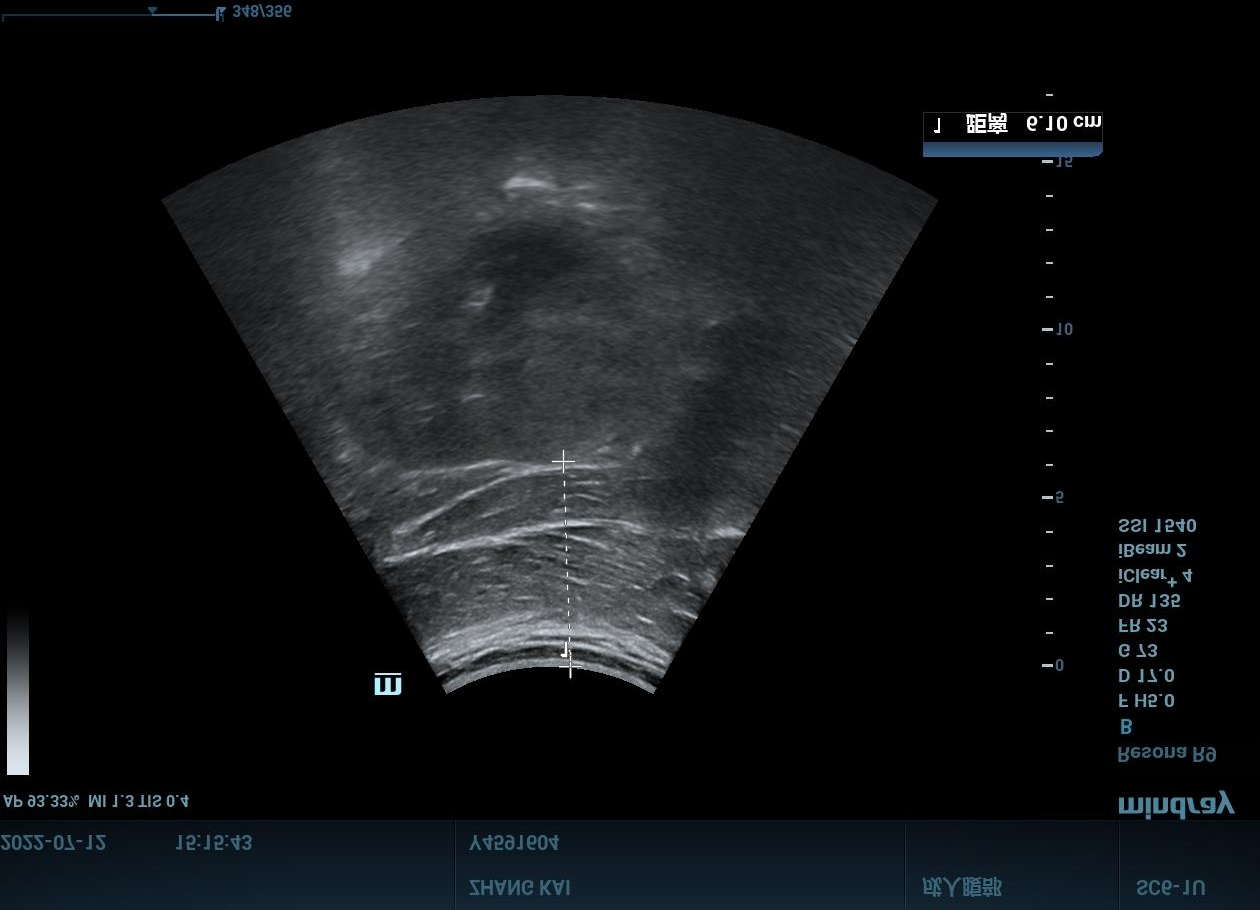 ZHANG KAI 成人腹部 SC6-1U
2022-07-12 15:15:43 Y4591604
mindray
AP 93.33% MI 1.3 TIS 0.4
Resona R9
B
F H5.0
D 17.0
G 73
FR 23
DR 135
iClear+ 4
iBeam 2
SSI 1540
0
1
5
10
15
1 距离 6.10 cm
348/356